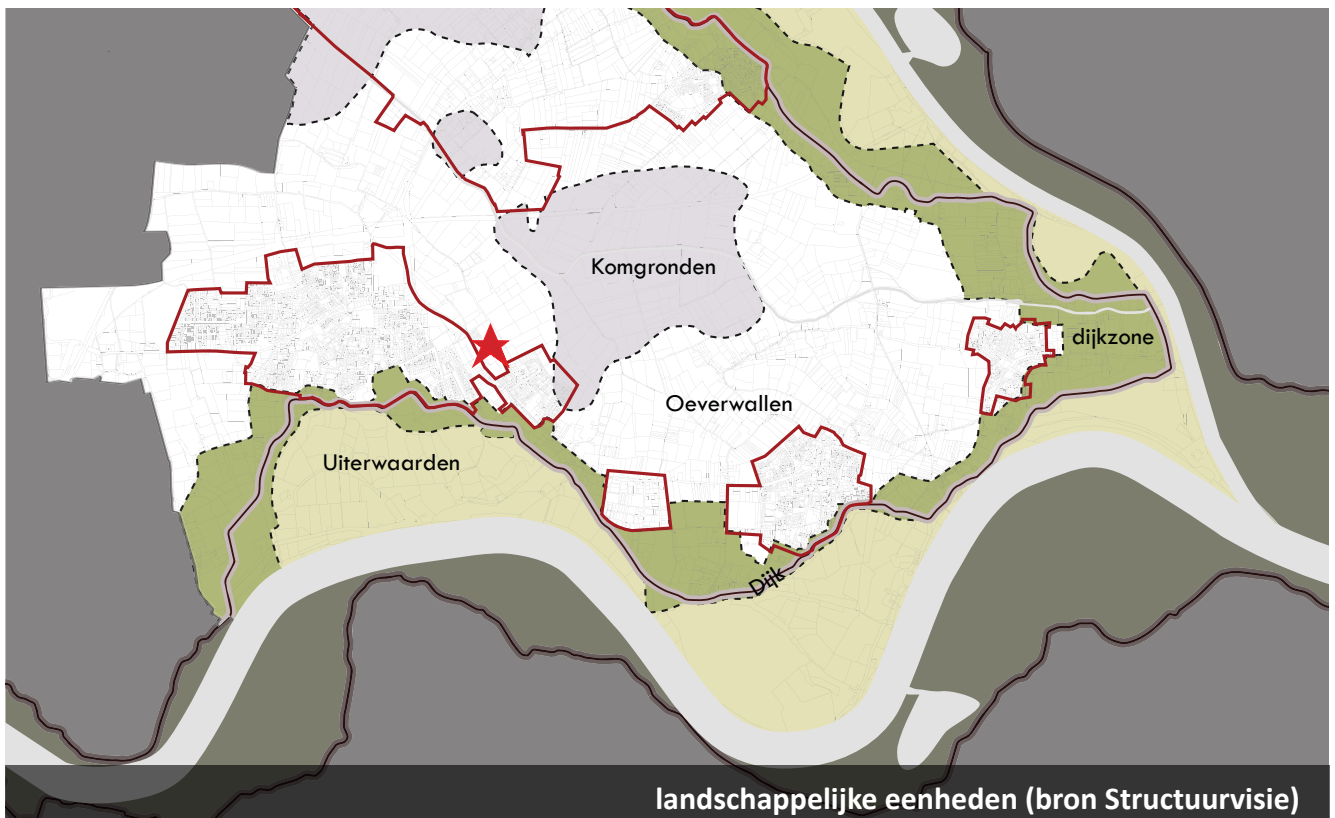 Komgronden
dijkzone
Oeverwallen
Uiterwaarden
Dijk
landschappelijke eenheden (bron Structuurvisie)